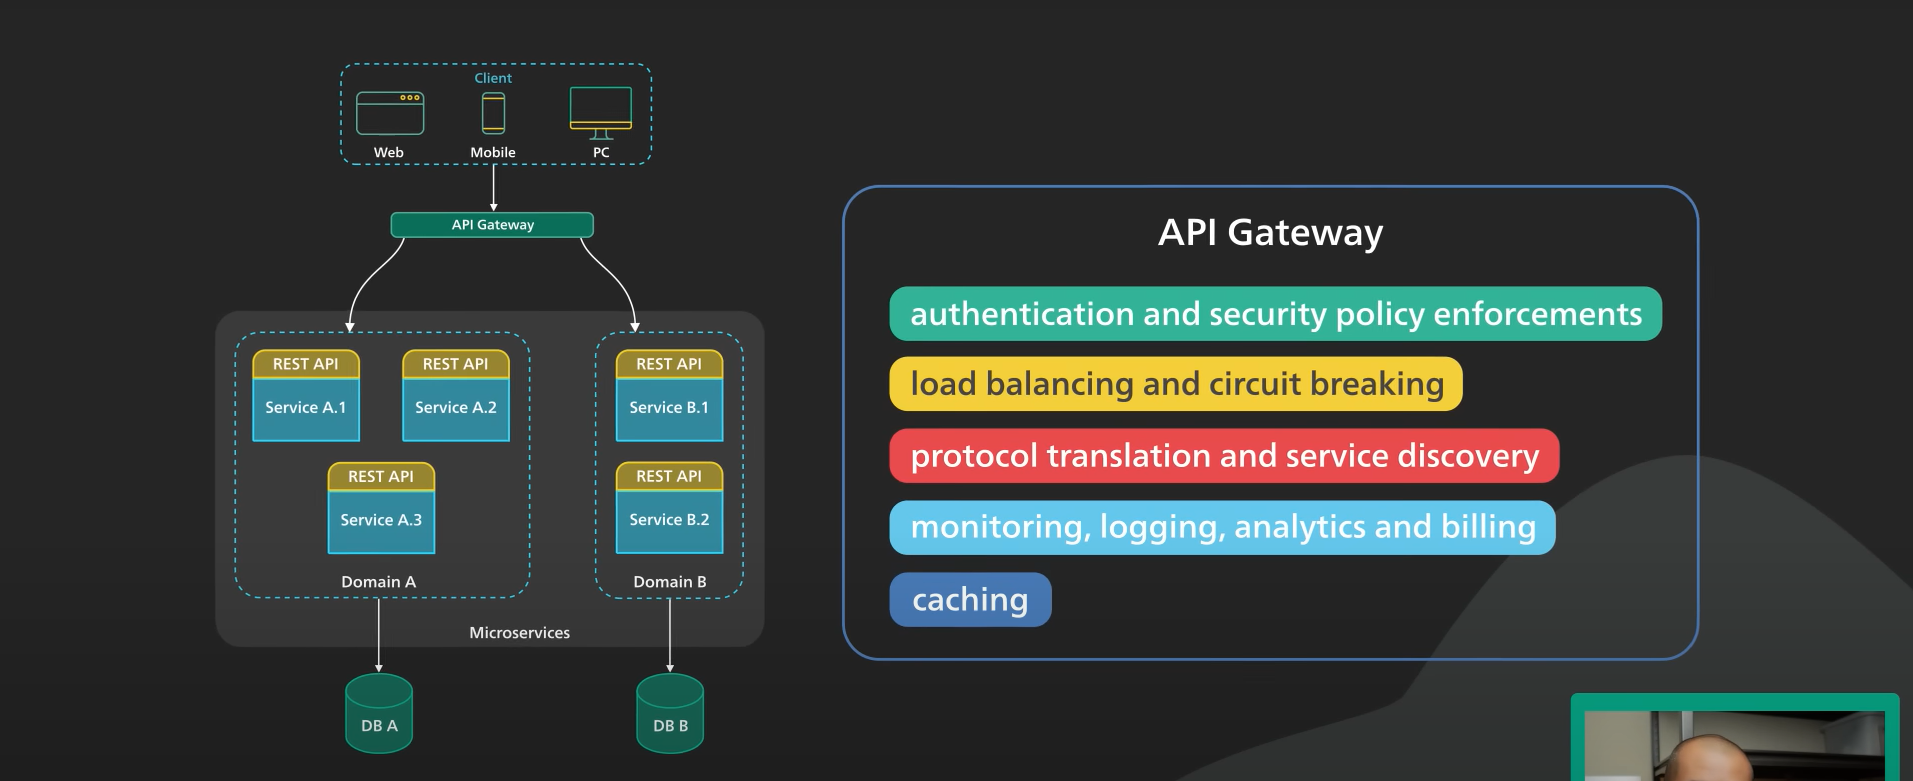 Client
Web
Mobile
PC
API Gateway
REST API
Service A.1
REST API
Service A.2
REST API
Service A.3
Domain A
REST API
Service B.1
REST API
Service B.2
Domain B
Microservices
DB A
DB B
API Gateway
authentication and security policy enforcements
load balancing and circuit breaking
protocol translation and service discovery
monitoring, logging, analytics and billing
caching